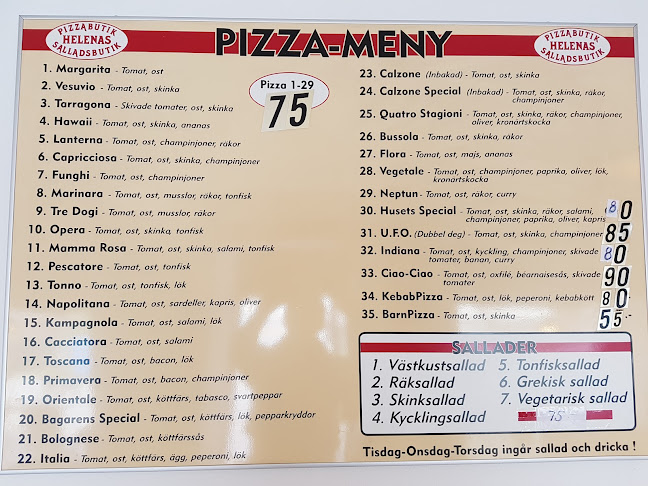 PIZZABUTIK
HELENAS
SALLADSBUTIK
PIZZA-MENY
PIZZABUTIK
HELENAS
SALLADSBUTIK
1. Margarita - Tomat, ost
2. Vesuvio - Tomat, ost, skinka
3. Tarragona - Skivade tomater, ost, skinka
4. Hawaii - Tomat, ost, skinka, ananas
5. Lanterna - Tomat, ost, champinjoner, räkor
6. Capricciosa - Tomat, ost, skinka, champinjoner
7. Funghi - Tomat, ost, champinjoner
8. Marinara - Tomat, ost, musslor, räkor, tonfisk
9. Tre Dogi - Tomat, ost, musslor, räkor
10. Opera - Tomat, ost, skinka, tonfisk
11. Mamma Rosa - Tomat, ost, skinka, salami, tonfisk
12. Pescatore - Tomat, ost, tonfisk
13. Tonno - Tomat, ost, tonfisk, lök
14. Napolitana - Tomat, ost, sardeller, kapris, oliver
15. Kampagnola - Tomat, ost, salami, lök
16. Cacciatora - Tomat, ost, salami
17. Toscana - Tomat, ost, bacon, lök
18. Primavera - Tomat, ost, bacon, champinjoner
19. Orientale - Tomat, ost, köttfärs, tabasco, svartpeppar
20. Bagarens Special - Tomat, ost, köttfärs, lök, pepparkryddor
21. Bolognese - Tomat, ost, köttfärssås
22. Italia - Tomat, ost, köttfärs, ägg, peperoni, lök
Pizza 1-29
75
23. Calzone (Inbakad) - Tomat, ost, skinka
24. Calzone Special (Inbakad) - Tomat, ost, skinka, räkor,
champinjoner
25. Quatro Stagioni - Tomat, ost, skinka, räkor, champinjoner,
oliver, kronärtskocka
26. Bussola - Tomat, ost, skinka, räkor
27. Flora - Tomat, ost, majs, ananas
28. Vegetale - Tomat, ost, champinjoner, paprika, oliver, lök,
kronärtskocka
29. Neptun - Tomat, ost, räkor, curry
30. Husets Special - Tomat, ost, skinka, räkor, salami,
champinjoner, paprika, oliver, kapris 80
31. U.F.O. (Dubbel deg) - Tomat, ost, skinka, champinjoner 85
32. Indiana - Tomat, ost, kyckling, champinjoner, skivade 80
tomater, banan, curry
33. Ciao-Ciao - Tomat, ost, oxfilé, bearnaisesås, skivade 90
tomater
34. KebabPizza - Tomat, ost, lök, peperoni, kebabkött 80
35. BarnPizza - Tomat, ost, skinka 55:-
SALLADER
1. Västkustsallad
2. Räksallad
3. Skinksallad
4. Kycklingsallad
5. Tonfisksallad
6. Grekisk sallad
7. Vegetarisk sallad
75
Tisdag-Onsdag-Torsdag ingår sallad och dricka !